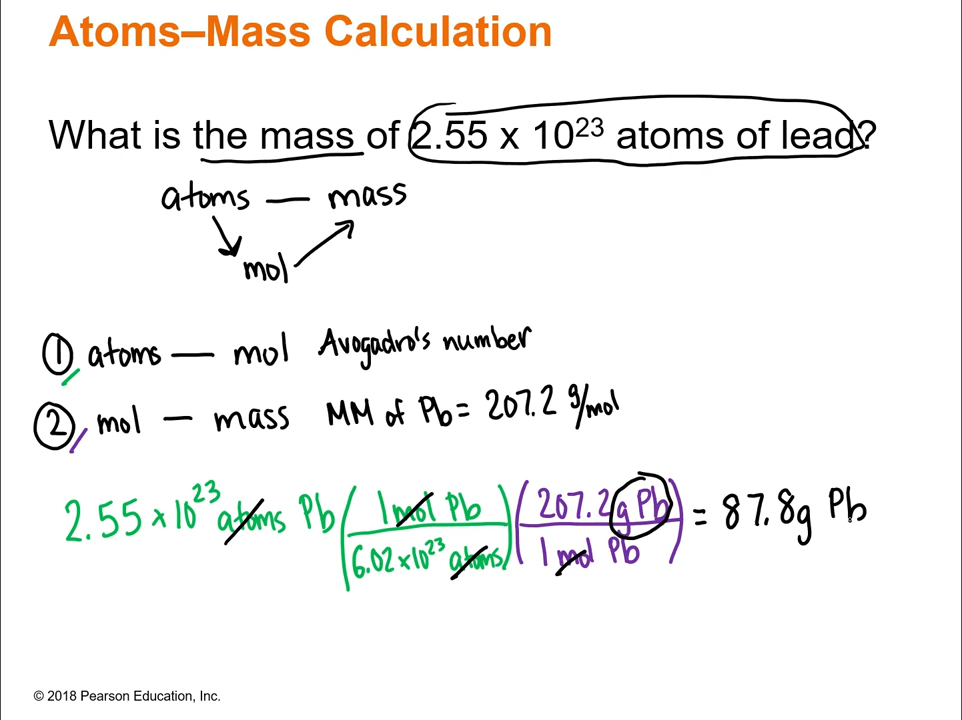 Atoms–Mass Calculation
What is the mass of 2.55 x 10²³ atoms of lead?
atoms — mass
mol
① atoms — mol Avogadro's number
② mol — mass MM of Pb = 207.2 g/mol
2.55 × 10²³ atoms Pb (1 mol Pb / 6.02 × 10²³ atoms) (207.2 g Pb / 1 mol Pb) = 87.8g Pb
© 2018 Pearson Education, Inc.